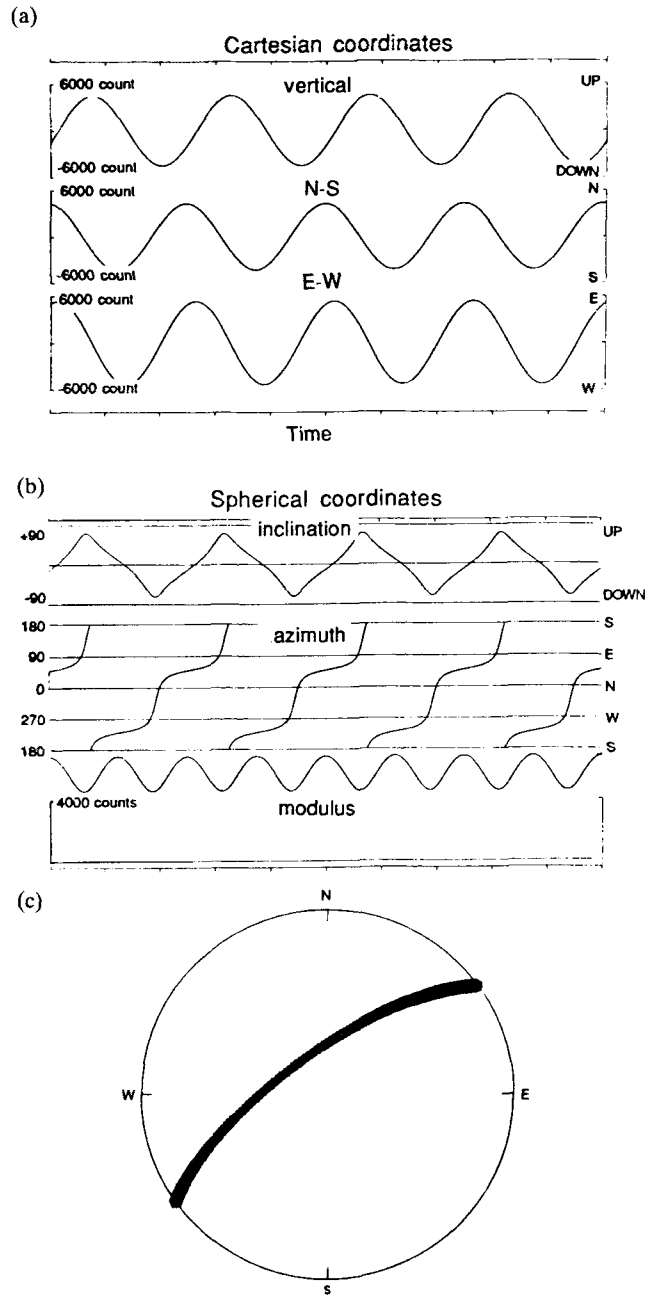 (a)
Cartesian coordinates
6000 count
vertical
UP
-6000 count
DOWN
6000 count
N-S
N
-6000 count
S
6000 count
E-W
E
-6000 count
W
Time
(b)
Spherical coordinates
+90
inclination
UP
-90
DOWN
180
S
azimuth
90
E
0
N
270
W
180
S
4000 counts
modulus
(c)
N
W
E
S